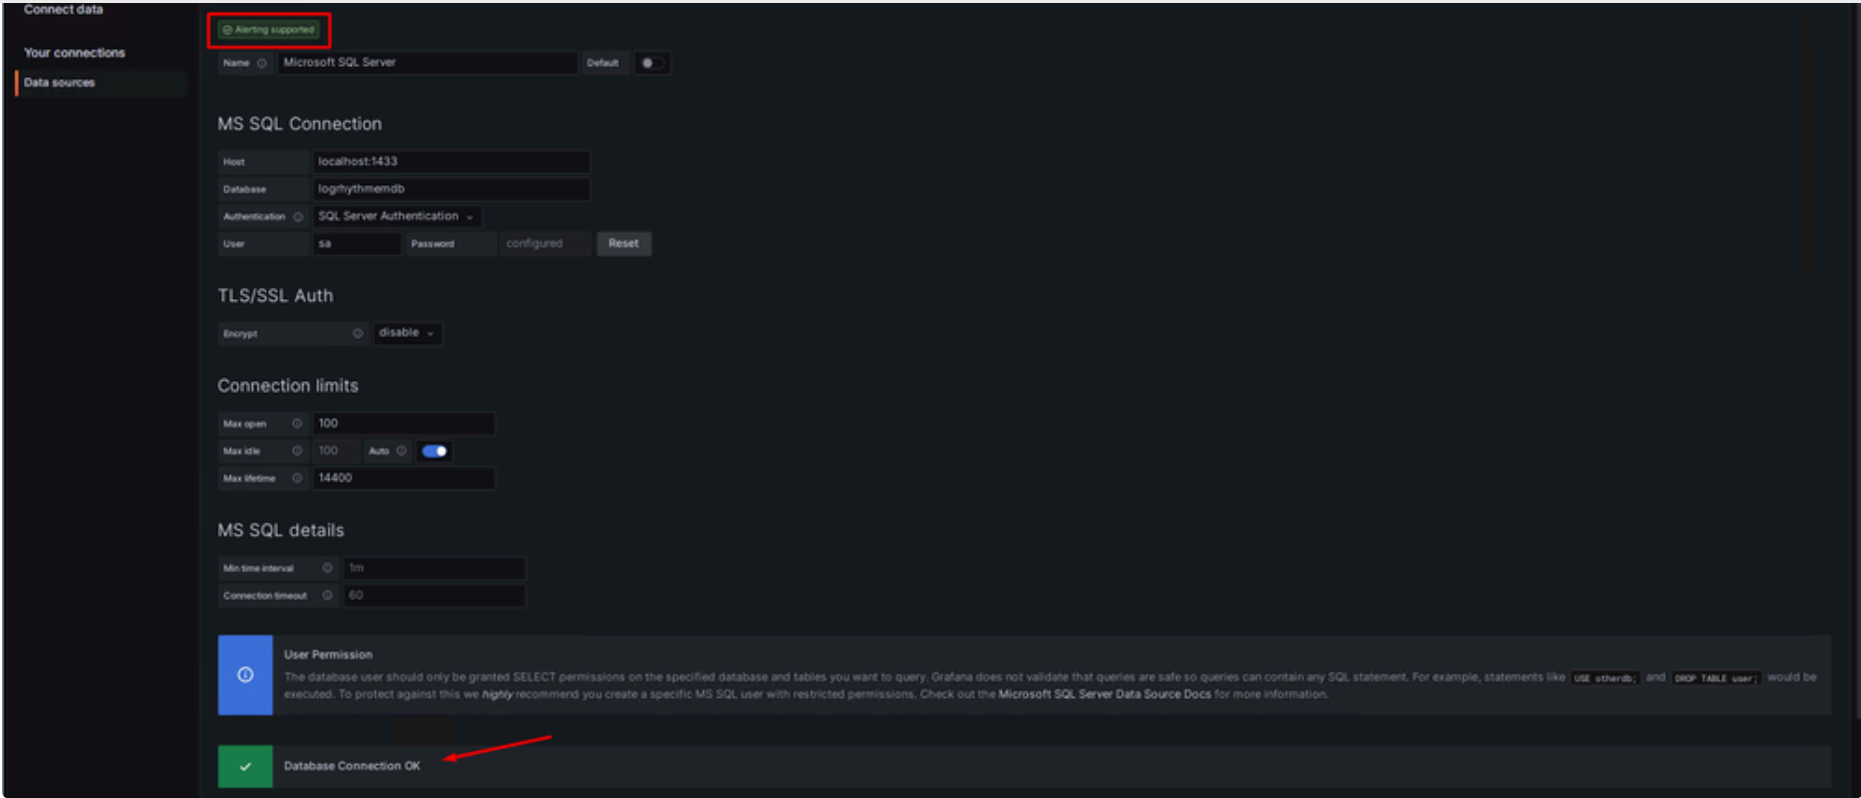 Connect data
Your connections
Data sources
Alerting supported
Name Microsoft SQL Server Default
MS SQL Connection
Host localhost:1433
Database logrhythmemdb
Authentication SQL Server Authentication
User sa Password configured Reset
TLS/SSL Auth
Encrypt disable
Connection limits
Max open 100
Max idle 100 Auto
Max lifetime 14400
MS SQL details
Min time interval 1m
Connection timeout 60
User Permission
The database user should only be granted SELECT permissions on the specified database and tables you want to query. Grafana does not validate that queries are safe so queries can contain any SQL statement. For example, statements like USE otherdb; and DROP TABLE user; would be
executed. To protect against this we highly recommend you create a specific MS SQL user with restricted permissions. Check out the Microsoft SQL Server Data Source Docs for more information.
Database Connection OK